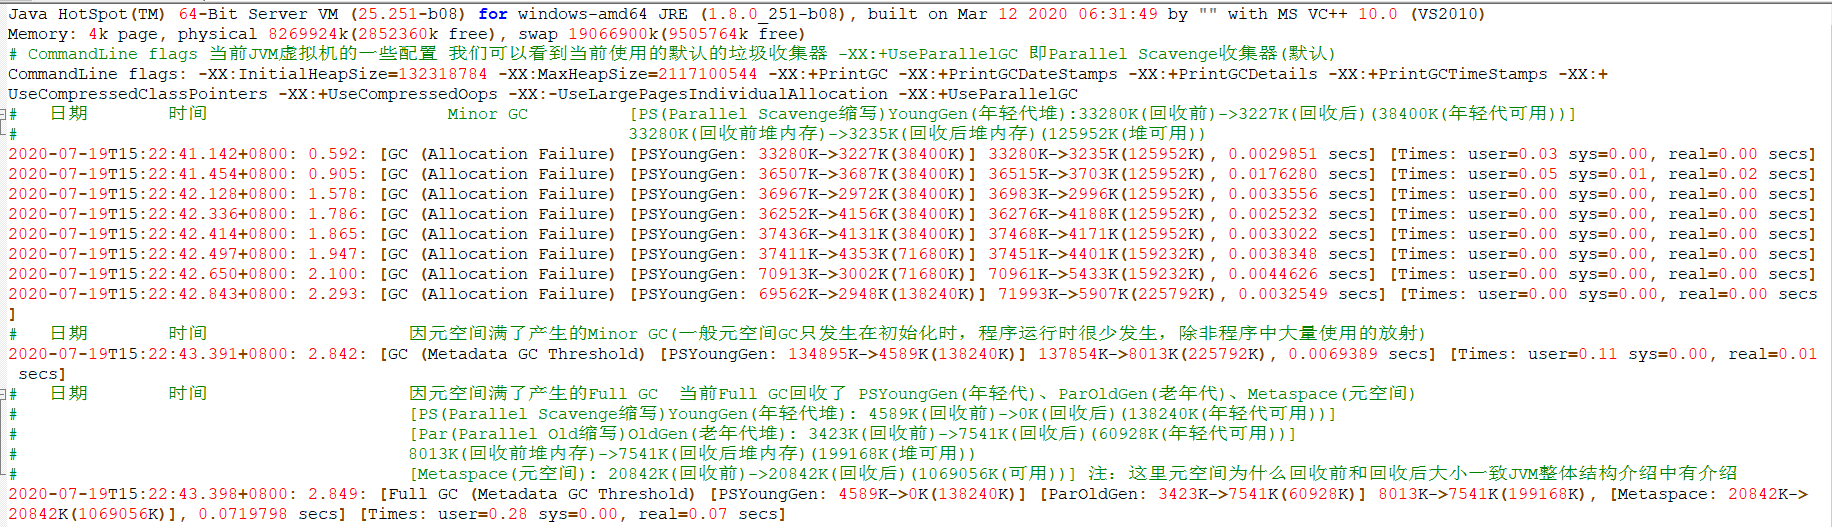 Java HotSpot(TM) 64-Bit Server VM (25.251-b08) for windows-amd64 JRE (1.8.0_251-b08), built on Mar 12 2020 06:31:49 by "" with MS VC++ 10.0 (VS2010)
Memory: 4k page, physical 8269924k(2852360k free), swap 19066900k(9505764k free)
# CommandLine flags 当前JVM虚拟机的一些配置 我们可以看到当前使用的默认的垃圾收集器 -XX:+UseParallelGC 即Parallel Scavenge收集器(默认)
CommandLine flags: -XX:InitialHeapSize=132318784 -XX:MaxHeapSize=2117100544 -XX:+PrintGC -XX:+PrintGCDateStamps -XX:+PrintGCDetails -XX:+PrintGCTimeStamps -XX:+
UseCompressedClassPointers -XX:+UseCompressedOops -XX:-UseLargePagesIndividualAllocation -XX:+UseParallelGC
# 日期 时间 Minor GC [PS(Parallel Scavenge缩写)YoungGen(年轻代堆):33280K(回收前)->3227K(回收后)(38400K(年轻代可用))]
# 33280K(回收前堆内存)->3235K(回收后堆内存)(125952K(堆可用))
2020-07-19T15:22:41.142+0800: 0.592: [GC (Allocation Failure) [PSYoungGen: 33280K->3227K(38400K)] 33280K->3235K(125952K), 0.0029851 secs] [Times: user=0.03 sys=0.00, real=0.00 secs]
2020-07-19T15:22:41.454+0800: 0.905: [GC (Allocation Failure) [PSYoungGen: 36507K->3687K(38400K)] 36515K->3703K(125952K), 0.0176280 secs] [Times: user=0.05 sys=0.01, real=0.02 secs]
2020-07-19T15:22:42.128+0800: 1.578: [GC (Allocation Failure) [PSYoungGen: 36967K->2972K(38400K)] 36983K->2996K(125952K), 0.0033556 secs] [Times: user=0.00 sys=0.00, real=0.00 secs]
2020-07-19T15:22:42.336+0800: 1.786: [GC (Allocation Failure) [PSYoungGen: 36252K->4156K(38400K)] 36276K->4188K(125952K), 0.0025232 secs] [Times: user=0.00 sys=0.00, real=0.00 secs]
2020-07-19T15:22:42.414+0800: 1.865: [GC (Allocation Failure) [PSYoungGen: 37436K->4131K(38400K)] 37468K->4171K(125952K), 0.0033022 secs] [Times: user=0.00 sys=0.00, real=0.00 secs]
2020-07-19T15:22:42.497+0800: 1.947: [GC (Allocation Failure) [PSYoungGen: 37411K->4353K(71680K)] 37451K->4401K(159232K), 0.0038348 secs] [Times: user=0.00 sys=0.00, real=0.00 secs]
2020-07-19T15:22:42.650+0800: 2.100: [GC (Allocation Failure) [PSYoungGen: 70913K->3002K(71680K)] 70961K->5433K(159232K), 0.0044626 secs] [Times: user=0.00 sys=0.00, real=0.00 secs]
2020-07-19T15:22:42.843+0800: 2.293: [GC (Allocation Failure) [PSYoungGen: 69562K->2948K(138240K)] 71993K->5907K(225792K), 0.0032549 secs] [Times: user=0.00 sys=0.00, real=0.00 secs
]
# 日期 时间 因元空间满了产生的Minor GC(一般元空间GC只发生在初始化时，程序运行时很少发生，除非程序中大量使用的放射)
2020-07-19T15:22:43.391+0800: 2.842: [GC (Metadata GC Threshold) [PSYoungGen: 134895K->4589K(138240K)] 137854K->8013K(225792K), 0.0069389 secs] [Times: user=0.11 sys=0.00, real=0.01
secs]
# 日期 时间 因元空间满了产生的Full GC 当前Full GC回收了 PSYoungGen(年轻代)、ParOldGen(老年代)、Metaspace(元空间)
# [PS(Parallel Scavenge缩写)YoungGen(年轻代堆): 4589K(回收前)->0K(回收后)(138240K(年轻代可用))]
# [Par(Parallel Old缩写)OldGen(老年代堆): 3423K(回收前)->7541K(回收后)(60928K(年轻代可用))]
# 8013K(回收前堆内存)->7541K(回收后堆内存)(199168K(堆可用))
# [Metaspace(元空间): 20842K(回收前)->20842K(回收后)(1069056K(可用))] 注：这里元空间为什么回收前和回收后大小一致JVM整体结构介绍中有介绍
2020-07-19T15:22:43.398+0800: 2.849: [Full GC (Metadata GC Threshold) [PSYoungGen: 4589K->0K(138240K)] [ParOldGen: 3423K->7541K(60928K)] 8013K->7541K(199168K), [Metaspace: 20842K->
20842K(1069056K)], 0.0719798 secs] [Times: user=0.28 sys=0.00, real=0.07 secs]